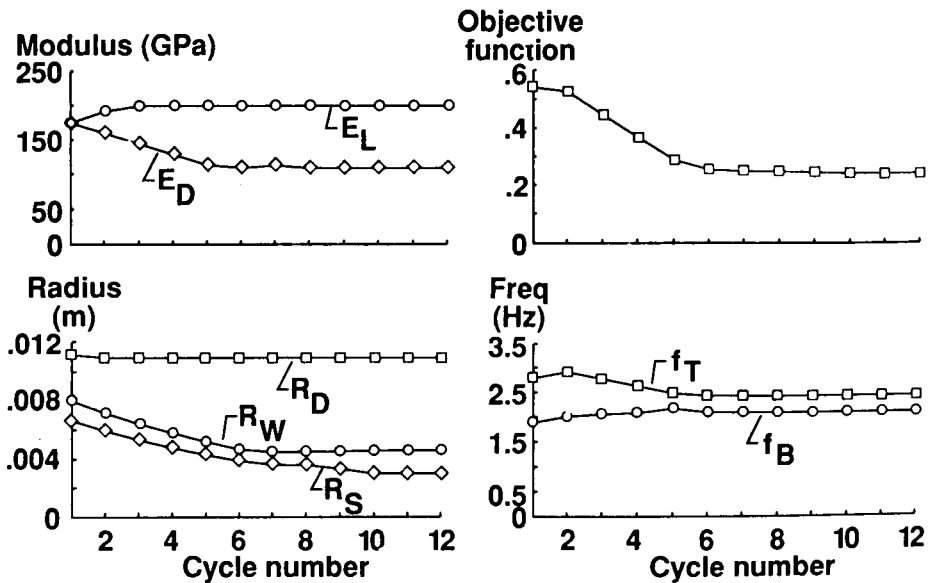 Modulus (GPa)
250
150
50
0
E_L
E_D
Objective
function
.6
.4
.2
0
Radius
(m)
.012
.008
.004
0
R_D
R_W
R_S
2 4 6 8 10 12
Cycle number
Freq
(Hz)
3.5
2.5
1.5
0.5
0
f_T
f_B
2 4 6 8 10 12
Cycle number